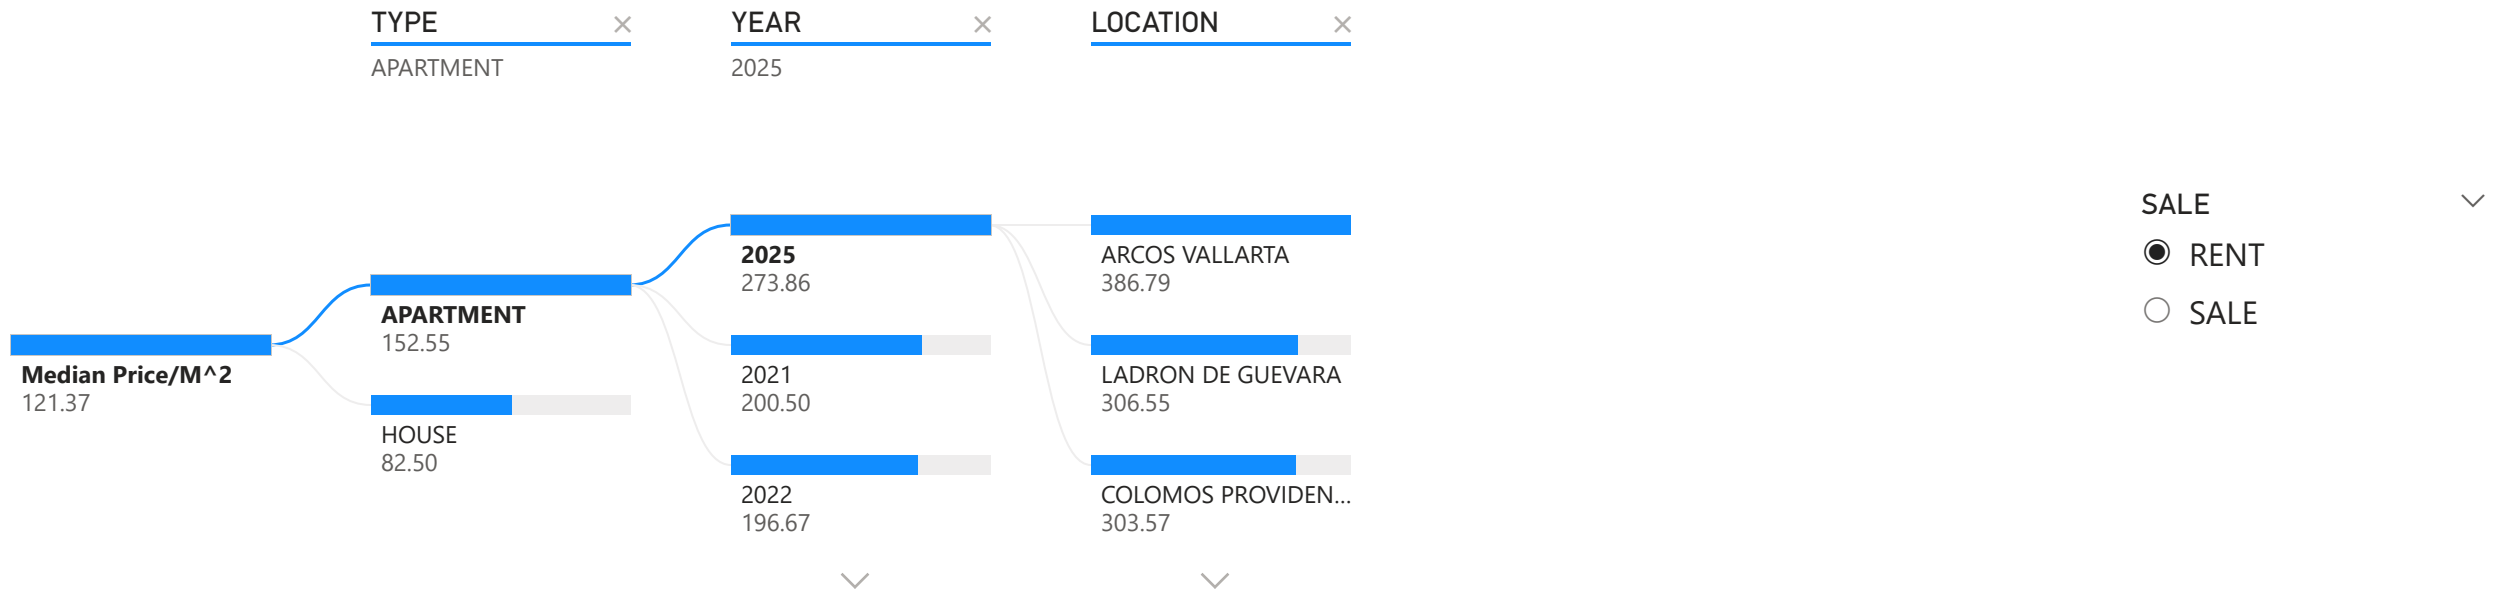 TYPE
APARTMENT
YEAR
2025
LOCATION
Median Price/M^2
121.37
APARTMENT
152.55
HOUSE
82.50
2025
273.86
2021
200.50
2022
196.67
ARCOS VALLARTA
386.79
LADRON DE GUEVARA
306.55
COLOMOS PROVIDEN...
303.57
SALE
RENT
SALE